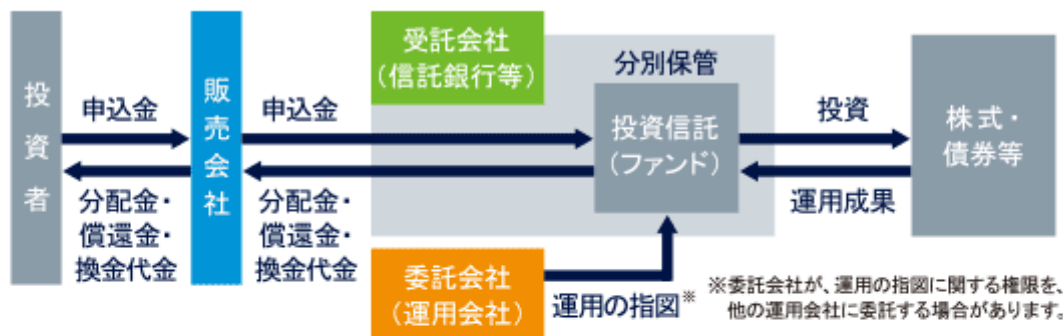 投資者
申込金
分配金・
償還金・
換金代金
販売会社
申込金
分配金・
償還金・
換金代金
受託会社
(信託銀行等)
分別保管
投資信託
(ファンド)
委託会社
(運用会社)
運用の指図※
投資
運用成果
株式・
債券等
※委託会社が、運用の指図に関する権限を、
他の運用会社に委託する場合があります。